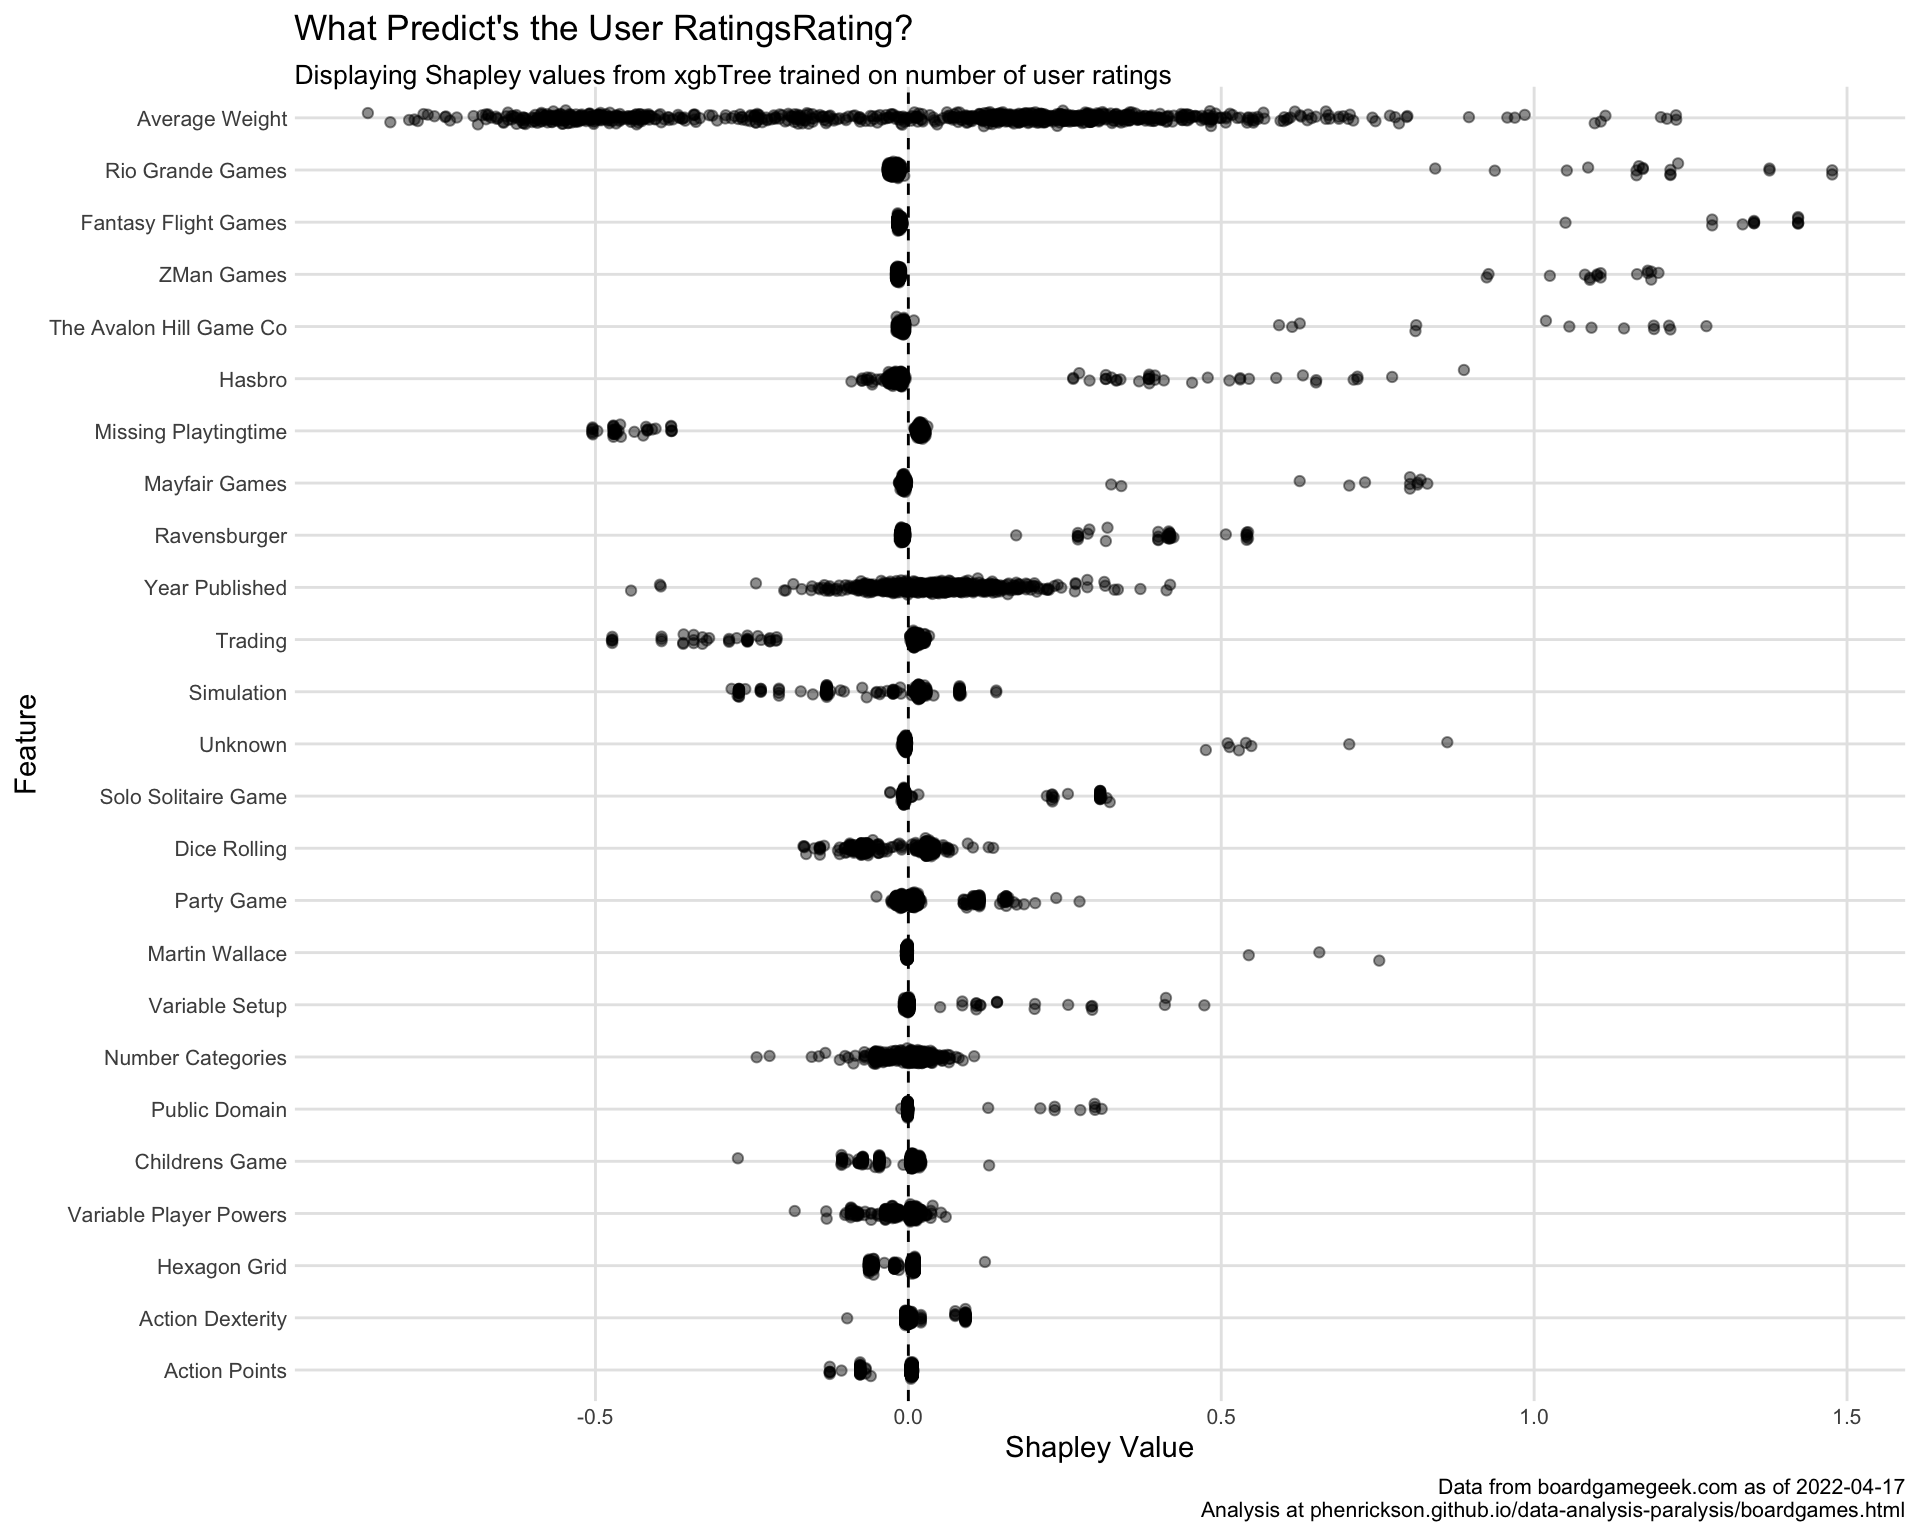 What Predict's the User RatingsRating?
Displaying Shapley values from xgbTree trained on number of user ratings
Average Weight
Rio Grande Games
Fantasy Flight Games
ZMan Games
The Avalon Hill Game Co
Hasbro
Missing Playtingtime
Mayfair Games
Ravensburger
Year Published
Trading
Simulation
Unknown
Solo Solitaire Game
Dice Rolling
Party Game
Martin Wallace
Variable Setup
Number Categories
Public Domain
Childrens Game
Variable Player Powers
Hexagon Grid
Action Dexterity
Action Points
Feature
-0.5 0.0 0.5 1.0 1.5
Shapley Value
Data from boardgamegeek.com as of 2022-04-17
Analysis at phenrickson.github.io/data-analysis-paralysis/boardgames.html